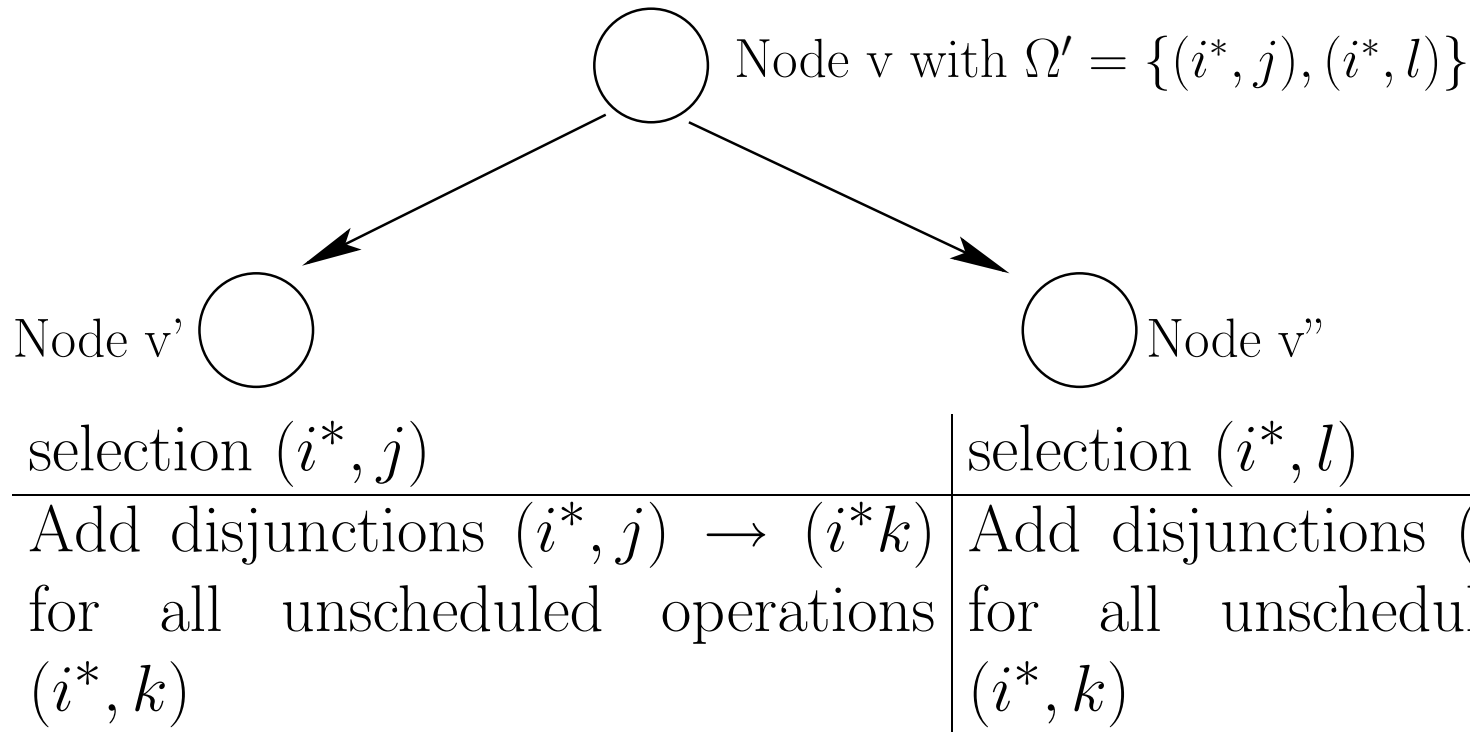 Node v with Ω′ = {(i*, j), (i*, l)}
Node v'
Node v”
selection (i*, j)
selection (i*, l)
Add disjunctions (i*, j) → (i*k)
for all unscheduled operations
(i*, k)
Add disjunctions
for all
(i*, k)